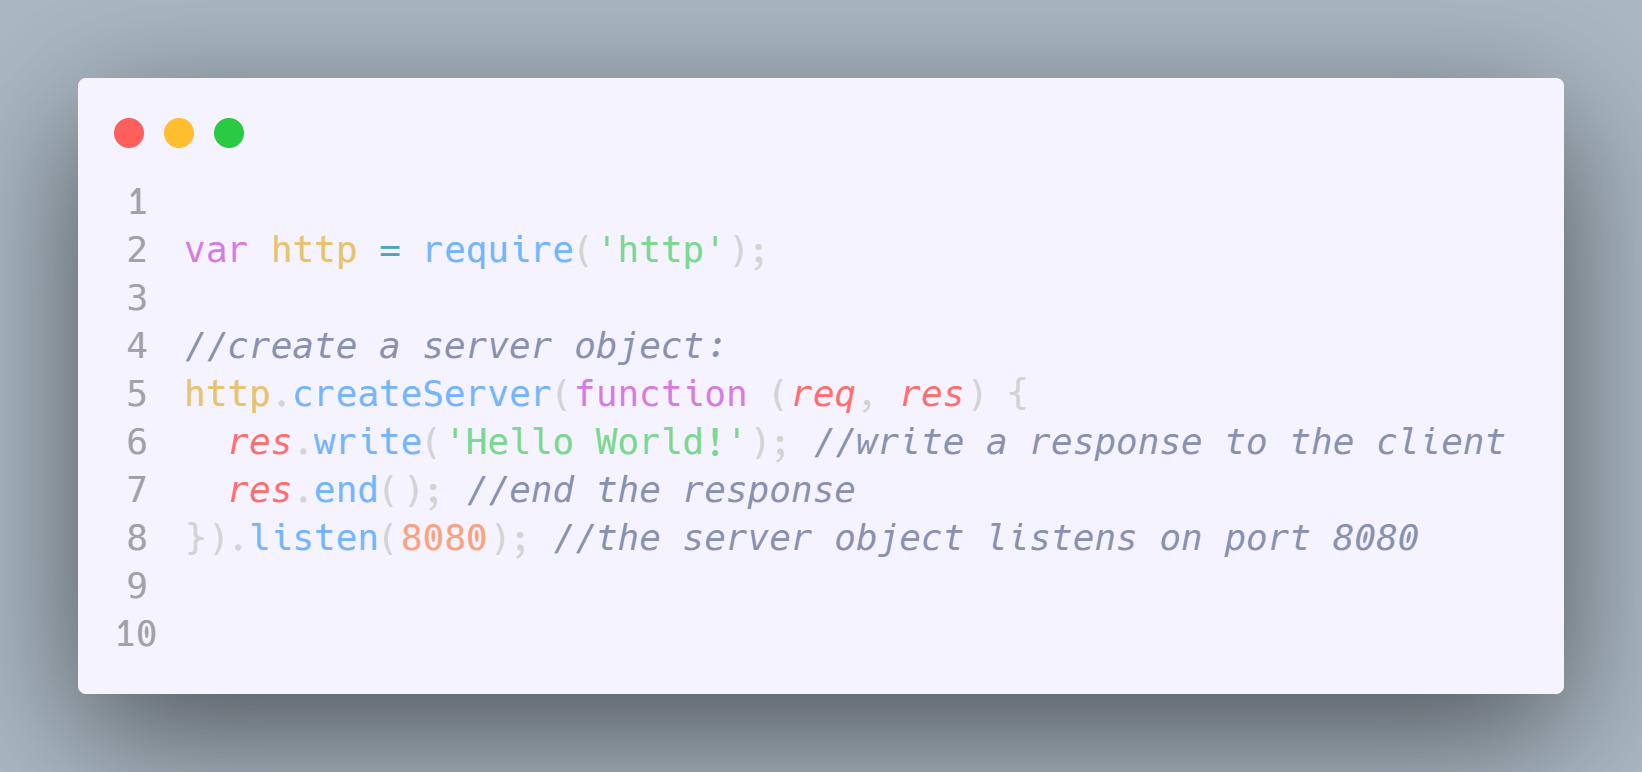 1
2 var http = require('http');
3
4 //create a server object:
5 http.createServer(function (req, res) {
6   res.write('Hello World!'); //write a response to the client
7   res.end(); //end the response
8 }).listen(8080); //the server object listens on port 8080
9
10